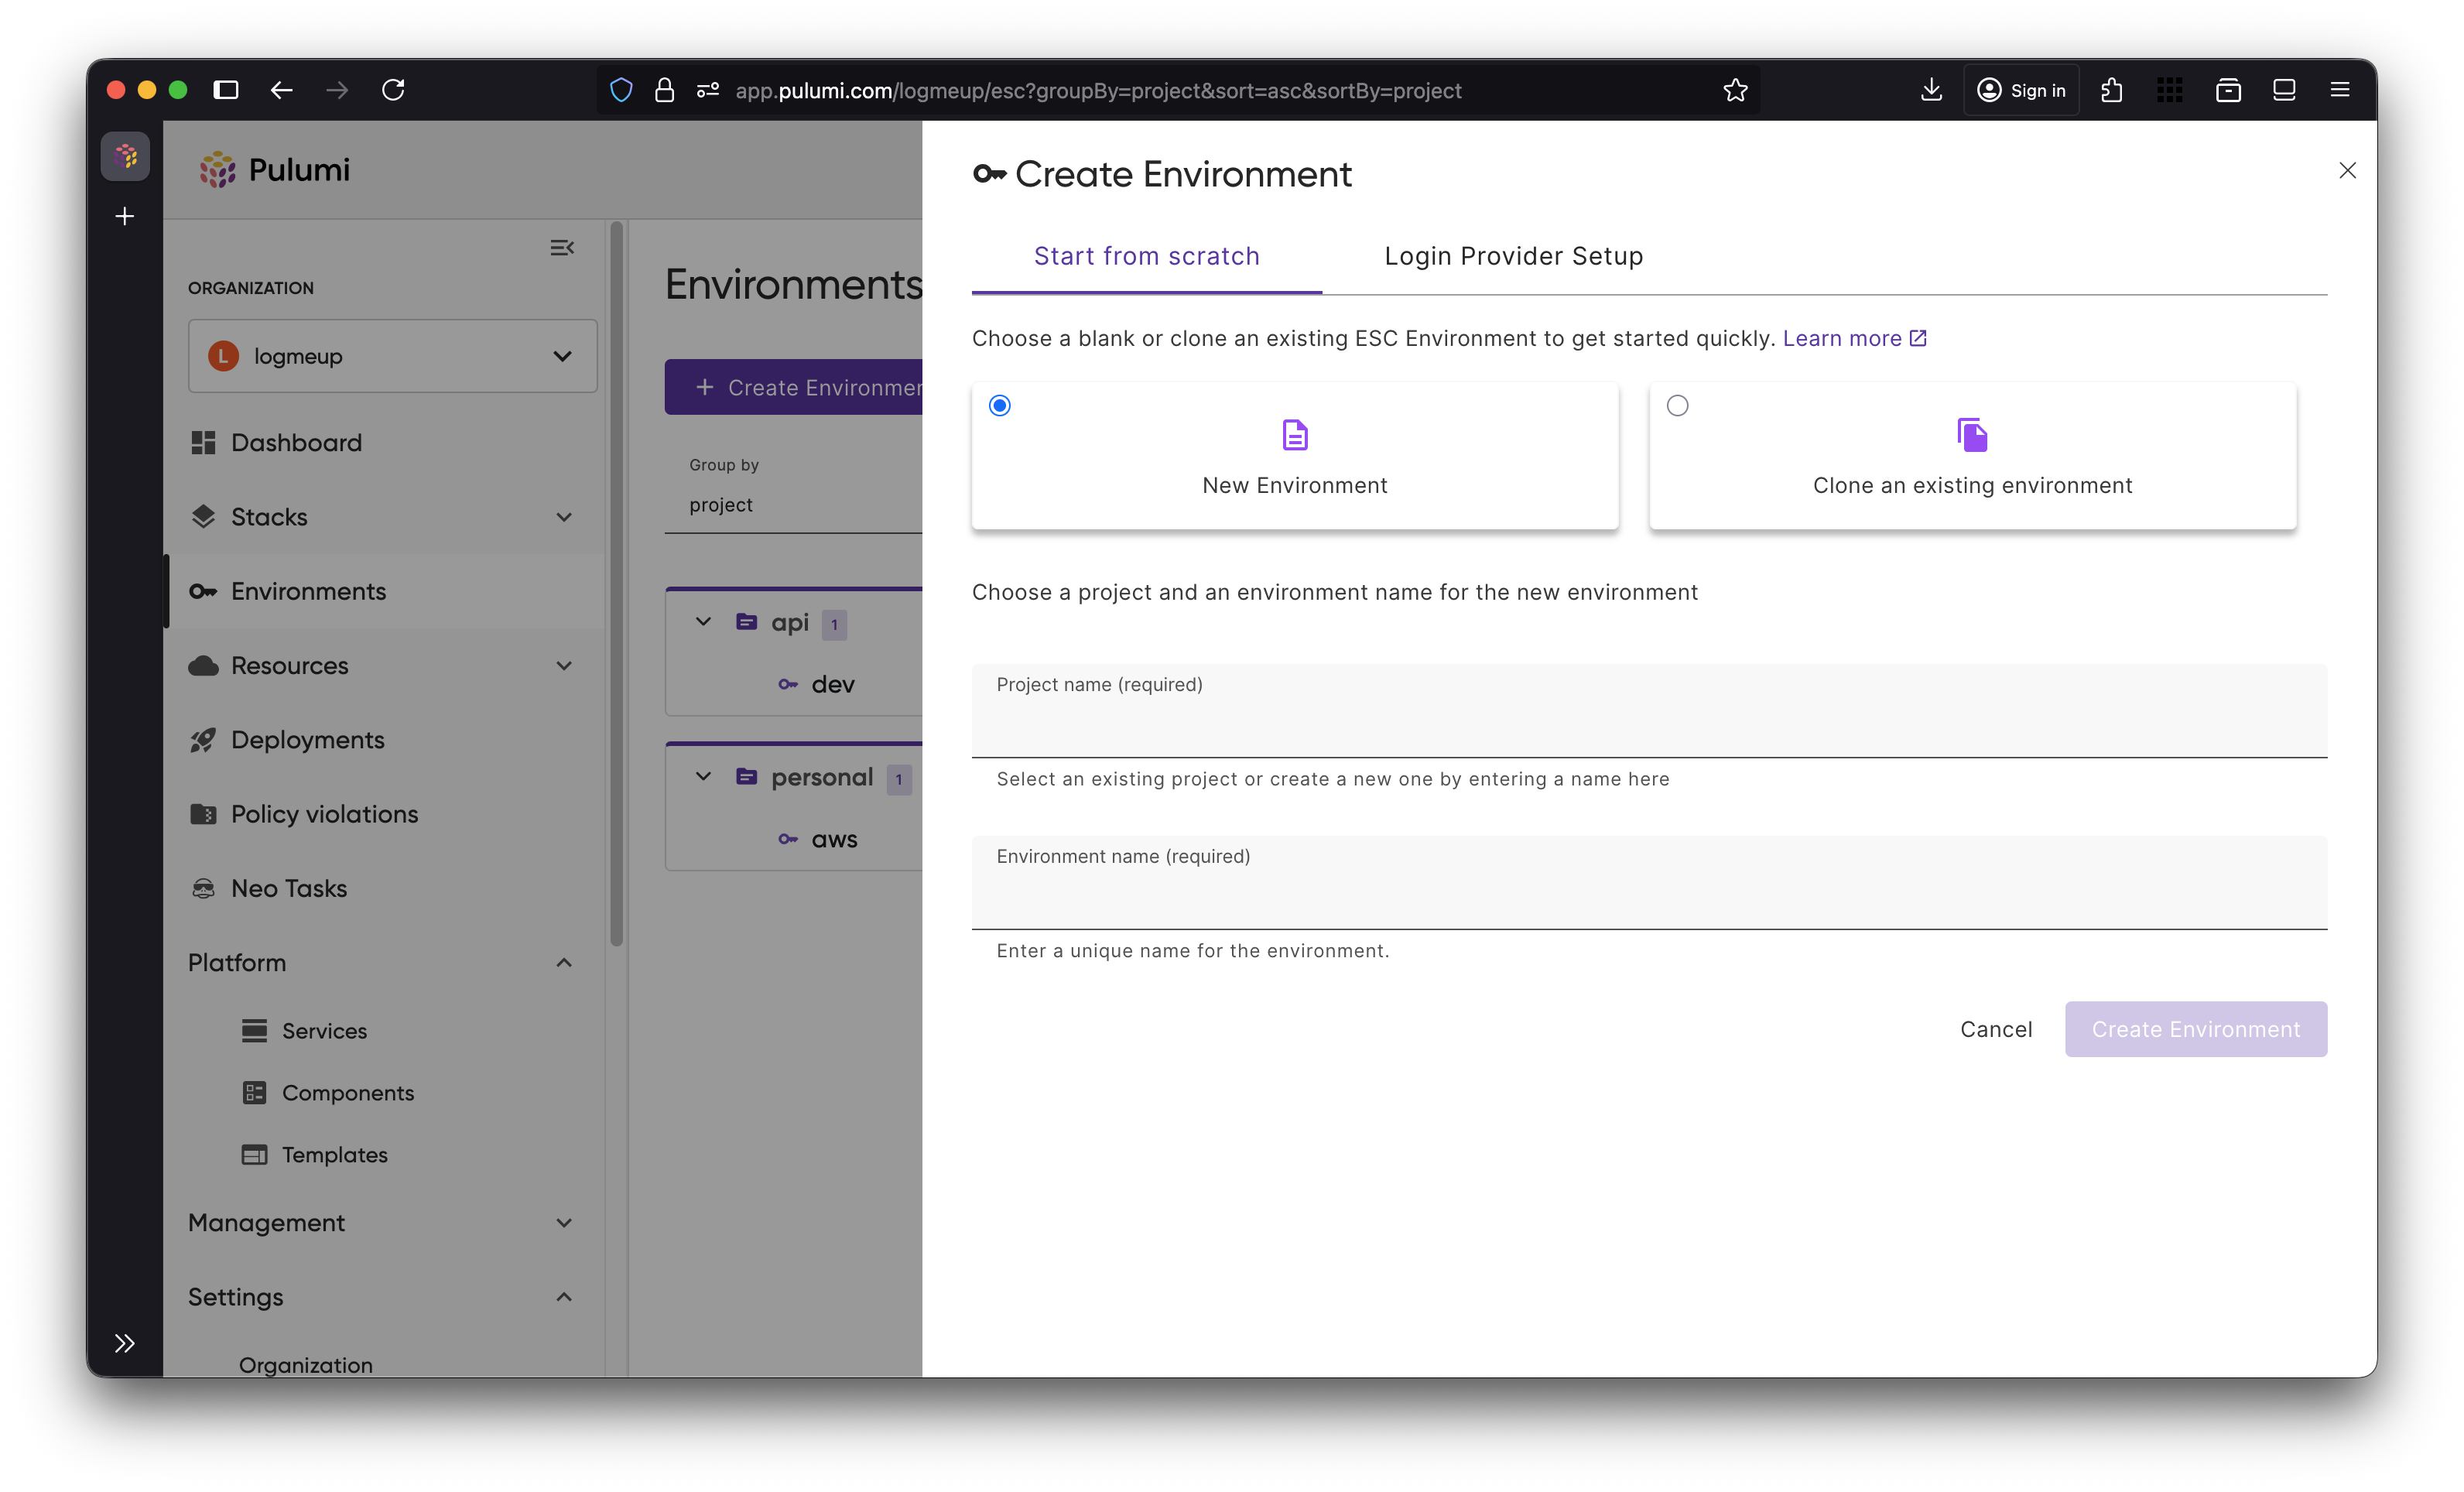 app.pulumi.com/logmeup/esc?groupBy=project&sort=asc&sortBy=project
Sign in
Pulumi
ORGANIZATION
L logmeup
Dashboard
Stacks
Environments
Resources
Deployments
Policy violations
Neo Tasks
Platform
Services
Components
Templates
Management
Settings
Organization
Environments
+ Create Environmen
Group by
project
api 1
dev
personal 1
aws
Create Environment
Start from scratch
Login Provider Setup
Choose a blank or clone an existing ESC Environment to get started quickly. Learn more
New Environment
Clone an existing environment
Choose a project and an environment name for the new environment
Project name (required)
Select an existing project or create a new one by entering a name here
Environment name (required)
Enter a unique name for the environment.
Cancel
Create Environment